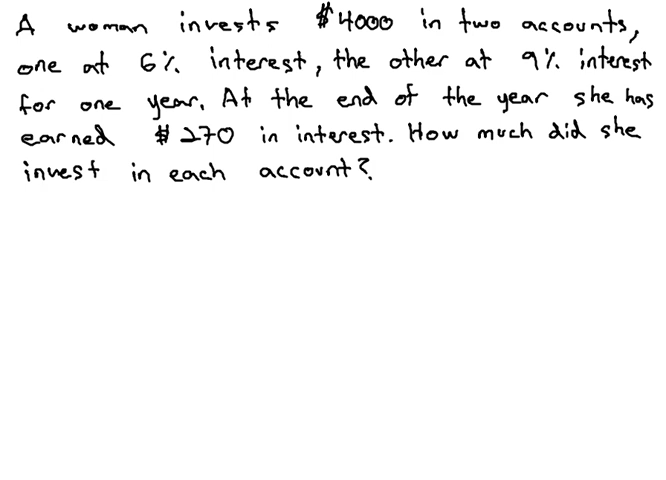 A woman invests $4000 in two accounts,
one at 6% interest, the other at 9% interest
for one year. At the end of the year she has
earned $270 in interest. How much did she
invest in each account?